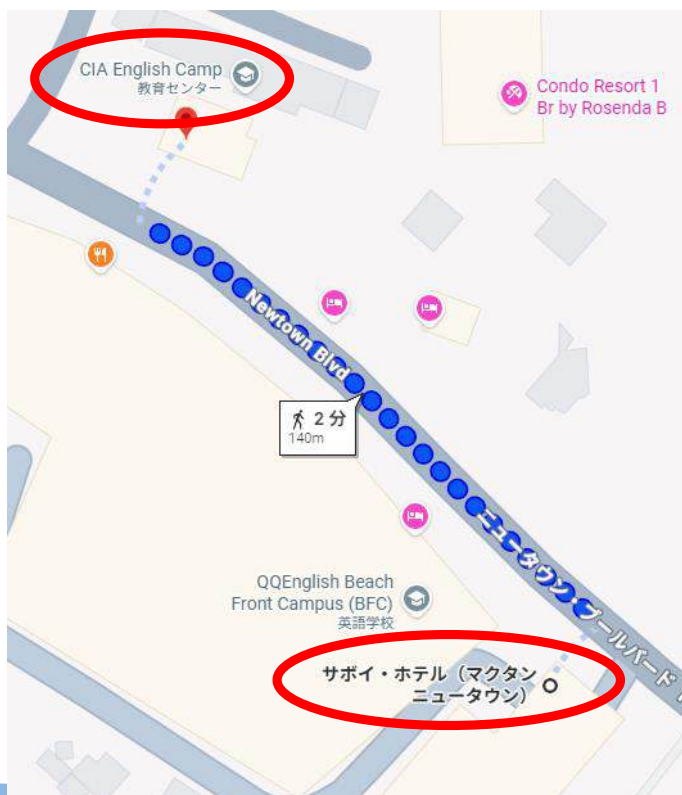 CIA English Camp
教育センター
Condo Resort 1
Br by Rosenda B
Newtown Blvd
2 分
140m
ニュータウン・ブールバード
QQEnglish Beach
Front Campus (BFC)
英語学校
サボイ・ホテル（マクタン
ニュータウン）